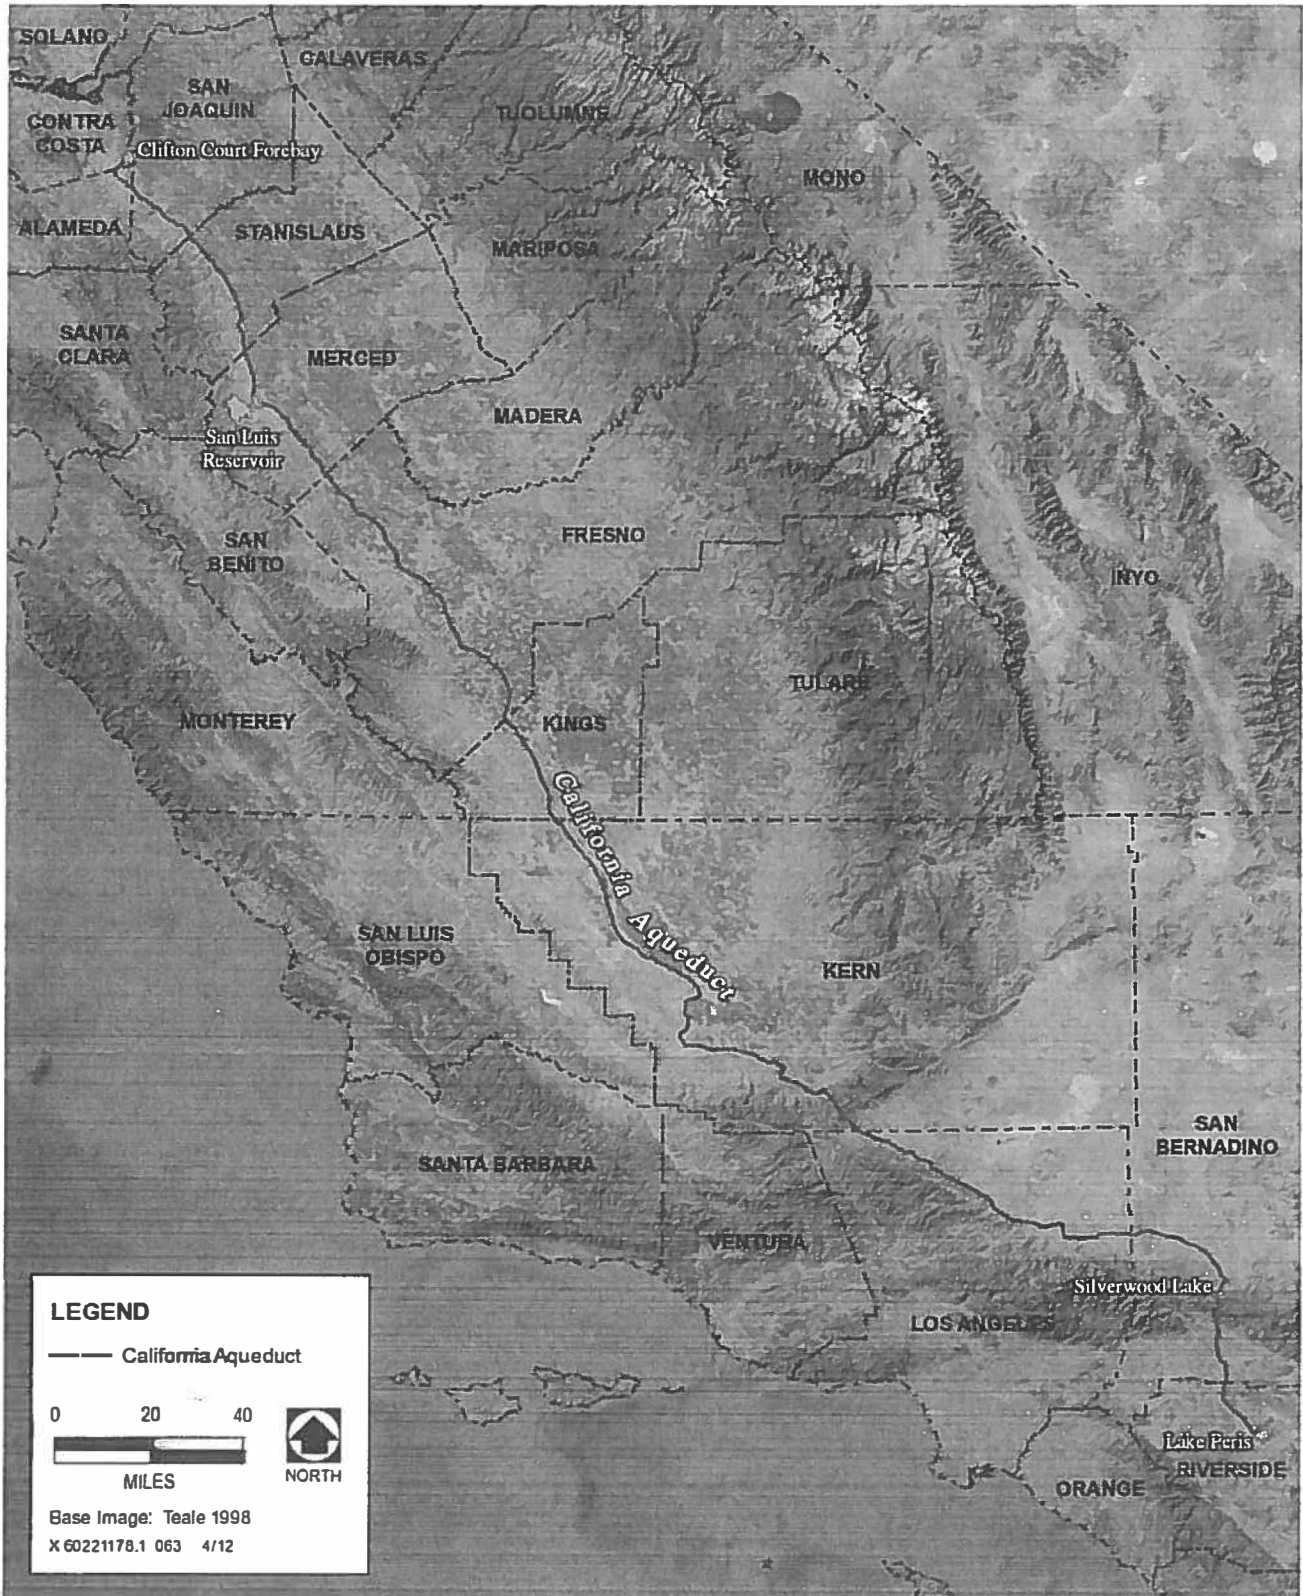 SOLANO
CALAVERAS
SAN
JOAQUIN
TUOLUMNE
CONTRA
COSTA
Clifton Court Forebay
MONO
ALAMEDA
STANISLAUS
MARIPOSA
SANTA
CLARA
MERCED
MADERA
San Luis
Reservoir
FRESNO
SAN
BENITO
INYO
TULARE
MONTEREY
KINGS
California Aqueduct
SAN LUIS
OBISPO
KERN
SAN
BERNADINO
SANTA BARBARA
VENTURA
Silverwood Lake
LOS ANGELES
Lake Peris
RIVERSIDE
ORANGE
LEGEND
California Aqueduct
0 20 40
MILES
NORTH
Base Image: Teale 1998
X 60221178.1 063 4/12